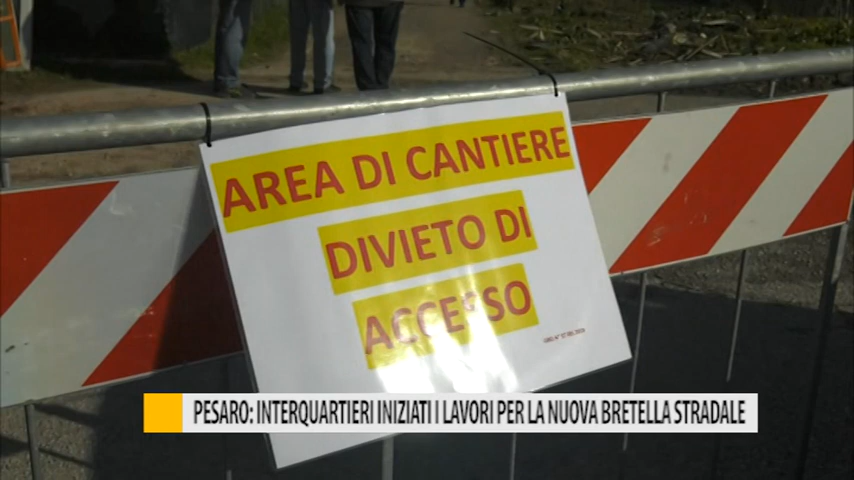 AREA DI CANTIERE
DIVIETO DI
ACCESSO
PESARO: INTERQUARTIERI INIZIATI I LAVORI PER LA NUOVA BRETELLA STRADALE